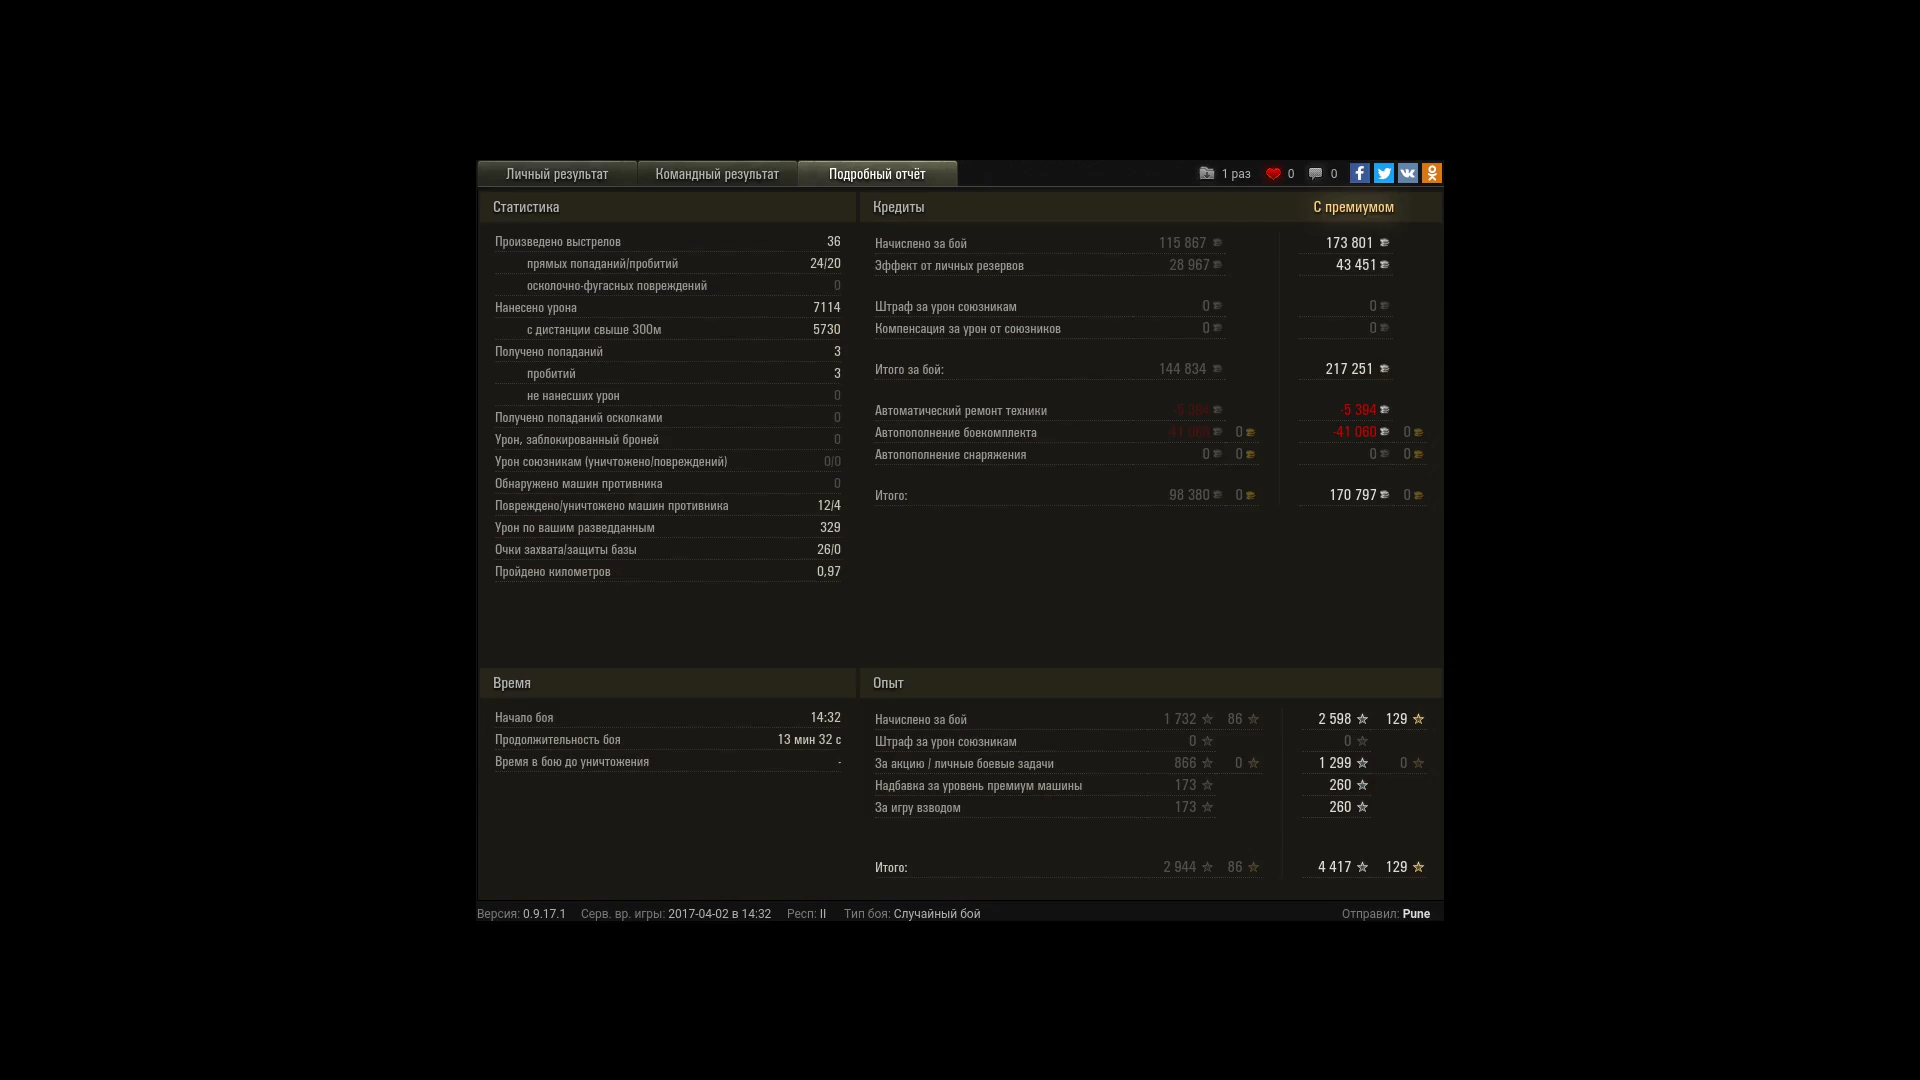 Личный результат Командный результат Подробный отчёт 1 раз 0 0
Статистика
Произведено выстрелов 36
прямых попаданий/пробитий 24/20
осколочно-фугасных повреждений 0
Нанесено урона 7114
с дистанции свыше 300м 5730
Получено попаданий 3
пробитий 3
не нанесших урон 0
Получено попаданий осколками 0
Урон, заблокированный броней 0
Урон союзникам (уничтожено/повреждений) 0/0
Обнаружено машин противника 0
Повреждено/уничтожено машин противника 12/4
Урон по вашим разведданным 329
Очки захвата/защиты базы 26/0
Пройдено километров 0,97
Кредиты С премиумом
Начислено за бой 115 867 173 801
Эффект от личных резервов 28 967 43 451
Штраф за урон союзникам 0 0
Компенсация за урон от союзников 0 0
Итого за бой: 144 834 217 251
Автоматический ремонт техники -5 394 -5 394
Автопополнение боекомплекта -41 060 0 -41 060 0
Автопополнение снаряжения 0 0 0 0
Итого: 98 380 0 170 797 0
Время
Начало боя 14:32
Продолжительность боя 13 мин 32 с
Время в бою до уничтожения -
Опыт
Начислено за бой 1 732 86 2 598 129
Штраф за урон союзникам 0 0
За акцию / личные боевые задачи 866 0 1 299 0
Надбавка за уровень премиум машины 173 260
За игру взводом 173 260
Итого: 2 944 86 4 417 129
Версия: 0.9.17.1 Серв. вр. игры: 2017-04-02 в 14:32 Респ: II Тип боя: Случайный бой Отправил: Pune